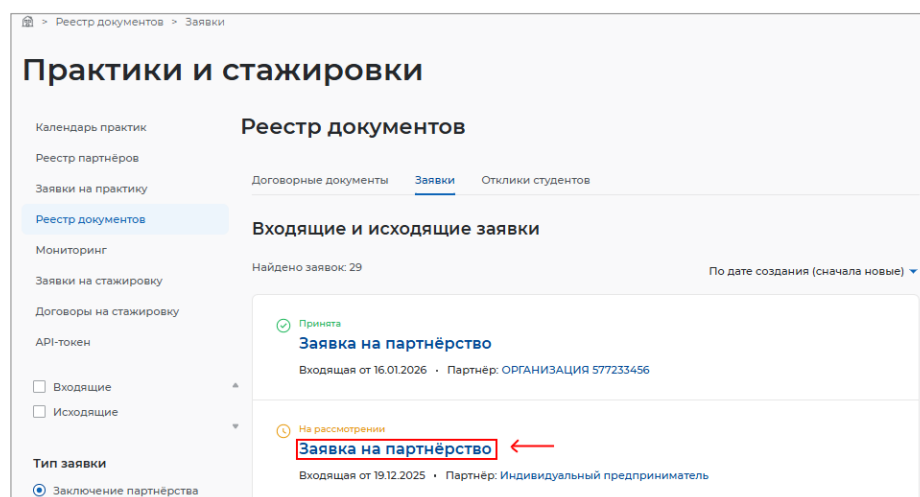 > Реестр документов > Заявки
Практики и стажировки
Календарь практик
Реестр партнёров
Заявки на практику
Реестр документов
Мониторинг
Заявки на стажировку
Договоры на стажировку
API-токен
Входящие
Исходящие
Тип заявки
Заключение партнёрства
Реестр документов
Договорные документы Заявки Отклики студентов
Входящие и исходящие заявки
Найдено заявок: 29
По дате создания (сначала новые)
Принята
Заявка на партнёрство
Входящая от 16.01.2026 • Партнёр: ОРГАНИЗАЦИЯ 577233456
На рассмотрении
Заявка на партнёрство
Входящая от 19.12.2025 • Партнёр: Индивидуальный предприниматель